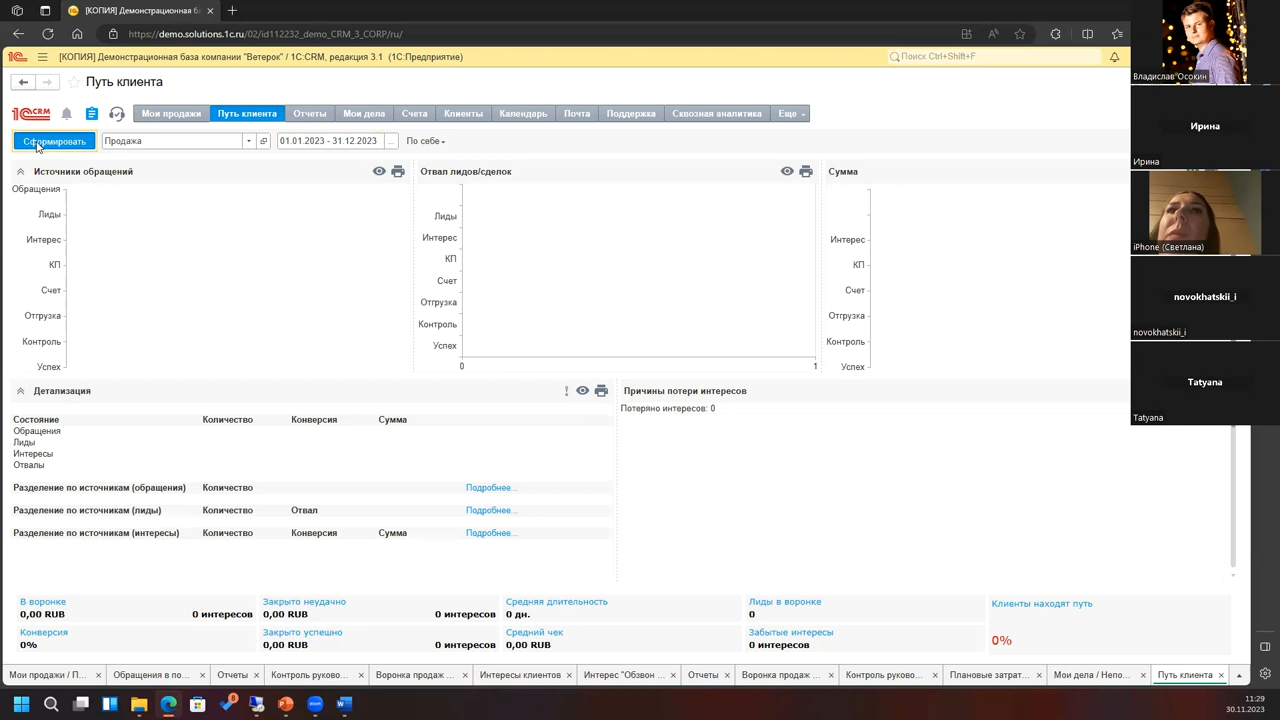 [КОПИЯ] Демонстрационная баз
https://demo.solutions.1c.ru/02/id112232_demo_CRM_3_CORP/ru/
[КОПИЯ] Демонстрационная база компании "Ветерок" / 1С:CRM, редакция 3.1 (1С:Предприятие)
Поиск Ctrl+Shift+F
Путь клиента
1С CRM
Мои продажи
Путь клиента
Отчеты
Мои дела
Счета
Клиенты
Календарь
Почта
Поддержка
Сквозная аналитика
Еще
Сформировать
Продажа
01.01.2023 - 31.12.2023
...
По себе
Источники обращений
Обращения
Лиды
Интерес
КП
Счет
Отгрузка
Контроль
Успех
Отвал лидов/сделок
Лиды
Интерес
КП
Счет
Отгрузка
Контроль
Успех
0
1
Сумма
Интерес
КП
Счет
Отгрузка
Контроль
Успех
Детализация
!
Состояние Количество Конверсия Сумма
Обращения
Лиды
Интересы
Отвалы
Разделение по источникам (обращения) Количество Подробнее...
Разделение по источникам (лиды) Количество Отвал Подробнее...
Разделение по источникам (интересы) Количество Конверсия Сумма Подробнее...
Причины потери интересов
Потеряно интересов: 0
В воронке
0,00 RUB 0 интересов
Конверсия
0%
Закрыто неудачно
0,00 RUB 0 интересов
Закрыто успешно
0,00 RUB 0 интересов
Средняя длительность
0 дн.
Средний чек
0,00 RUB
Лиды в воронке
0
Забытые интересы
0 интересов
Клиенты находят путь
0%
Мои продажи / П...
Обращения в по...
Отчеты
Контроль руково...
Воронка продаж ...
Интересы клиентов
Интерес "Обзвон ...
Отчеты
Воронка продаж ...
Контроль руково...
Плановые затрат...
Мои дела / Непо...
Путь клиента
8
11:29
30.11.2023
Владислав Осокин
Ирина
Ирина
iPhone (Светлана)
novokhatskii_i
novokhatskii_i
Tatyana
Tatyana